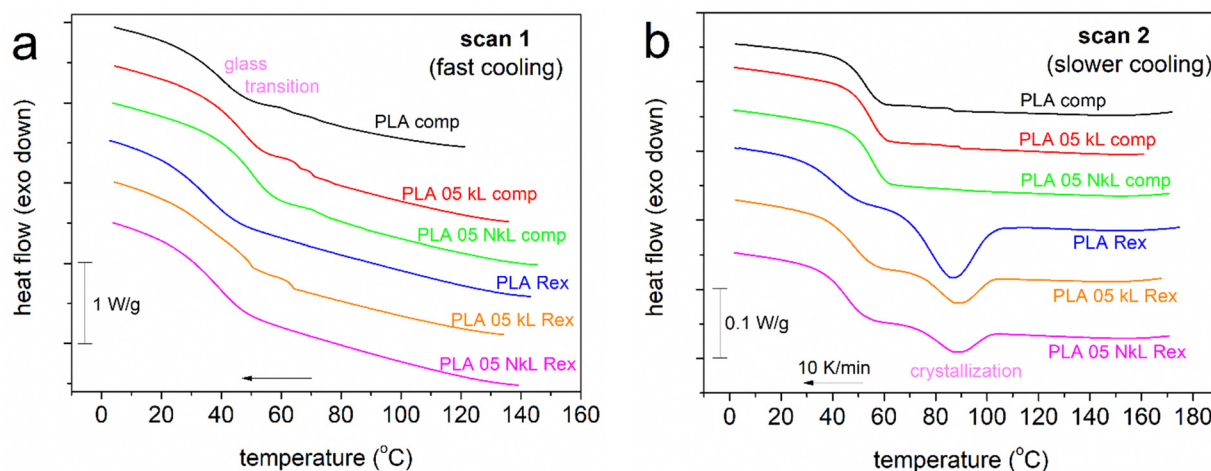 a
scan 1
(fast cooling)
glass
transition
PLA comp
PLA 05 kL comp
PLA 05 NkL comp
PLA Rex
PLA 05 kL Rex
PLA 05 NkL Rex
1 W/g
heat flow (exo down)
0 20 40 60 80 100 120 140 160
temperature (°C)
b
scan 2
(slower cooling)
PLA comp
PLA 05 kL comp
PLA 05 NkL comp
PLA Rex
PLA 05 kL Rex
PLA 05 NkL Rex
0.1 W/g
10 K/min
crystallization
heat flow (exo down)
0 20 40 60 80 100 120 140 160 180
temperature (°C)